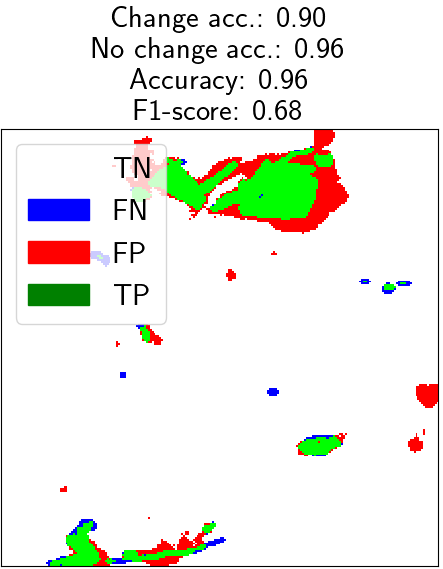 Change acc.: 0.90
No change acc.: 0.96
Accuracy: 0.96
F1-score: 0.68
TN
FN
FP
TP